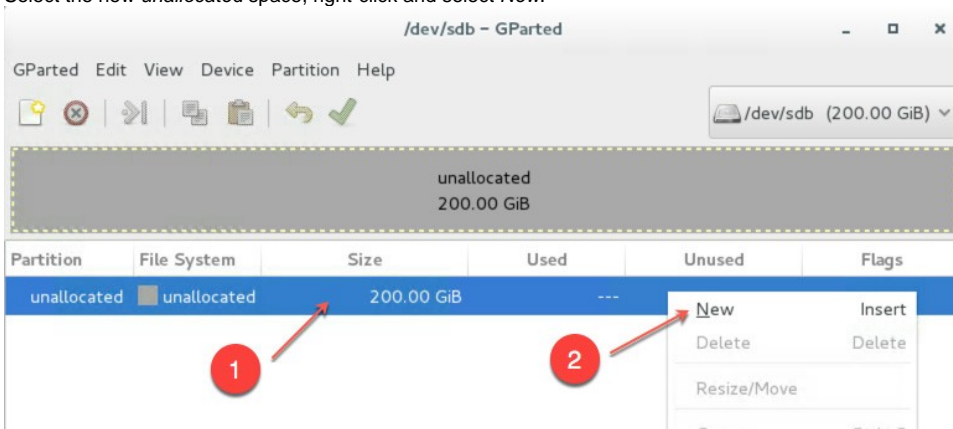 Select the new unallocated space, right-click and select New.
/dev/sdb – GParted
GParted Edit View Device Partition Help
/dev/sdb (200.00 GiB)
unallocated
200.00 GiB
Partition File System Size Used Unused Flags
unallocated unallocated 200.00 GiB ---
New Insert
Delete Delete
Resize/Move
1
2